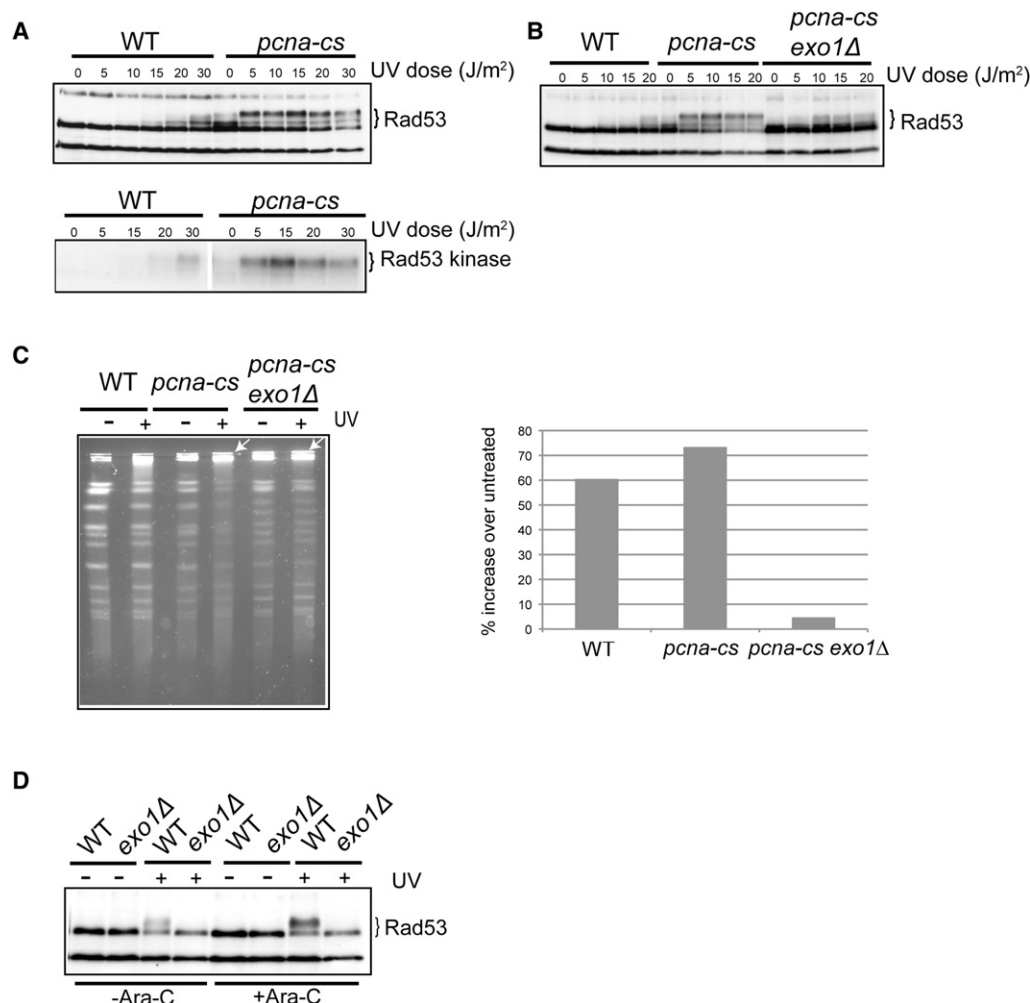 A
WT
pcna-cs
0 5 10 15 20 30 0 5 10 15 20 30 UV dose (J/m²)
} Rad53
WT
pcna-cs
0 5 15 20 30 0 5 15 20 30 UV dose (J/m²)
} Rad53 kinase
B
WT
pcna-cs
pcna-cs
exo1Δ
0 5 10 15 20 0 5 10 15 20 0 5 10 15 20 UV dose (J/m²)
} Rad53
C
WT pcna-cs pcna-cs
exo1Δ
- + - + - + UV
% increase over untreated
80
70
60
50
40
30
20
10
0
WT pcna-cs pcna-cs exo1Δ
D
WT exo1Δ WT exo1Δ WT exo1Δ WT exo1Δ
- - + + - - + + UV
} Rad53
-Ara-C +Ara-C